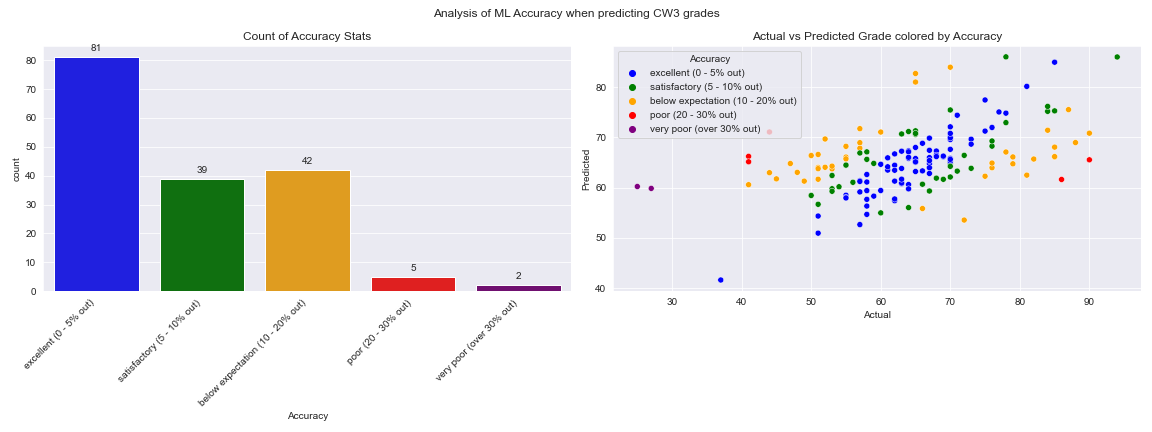 Analysis of ML Accuracy when predicting CW3 grades
Count of Accuracy Stats
80
70
60
50
40
30
20
10
0
count
81
39
42
5
2
excellent (0 - 5% out)
satisfactory (5 - 10% out)
below expectation (10 - 20% out)
poor (20 - 30% out)
very poor (over 30% out)
Accuracy
Actual vs Predicted Grade colored by Accuracy
Accuracy
excellent (0 - 5% out)
satisfactory (5 - 10% out)
below expectation (10 - 20% out)
poor (20 - 30% out)
very poor (over 30% out)
80
70
60
50
40
Predicted
30
40
50
60
70
80
90
Actual